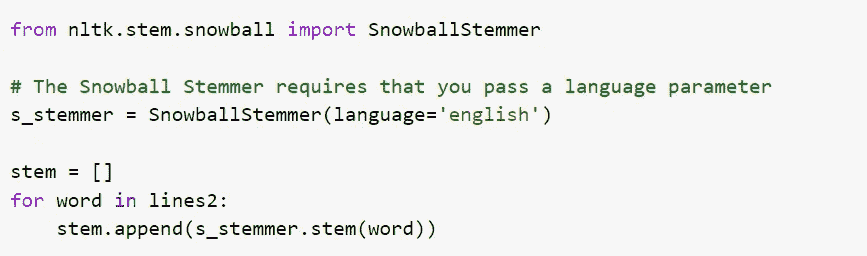 from nltk.stem.snowball import SnowballStemmer
# The Snowball Stemmer requires that you pass a language parameter
s_stemmer = SnowballStemmer(language='english')
stem = []
for word in lines2:
    stem.append(s_stemmer.stem(word))